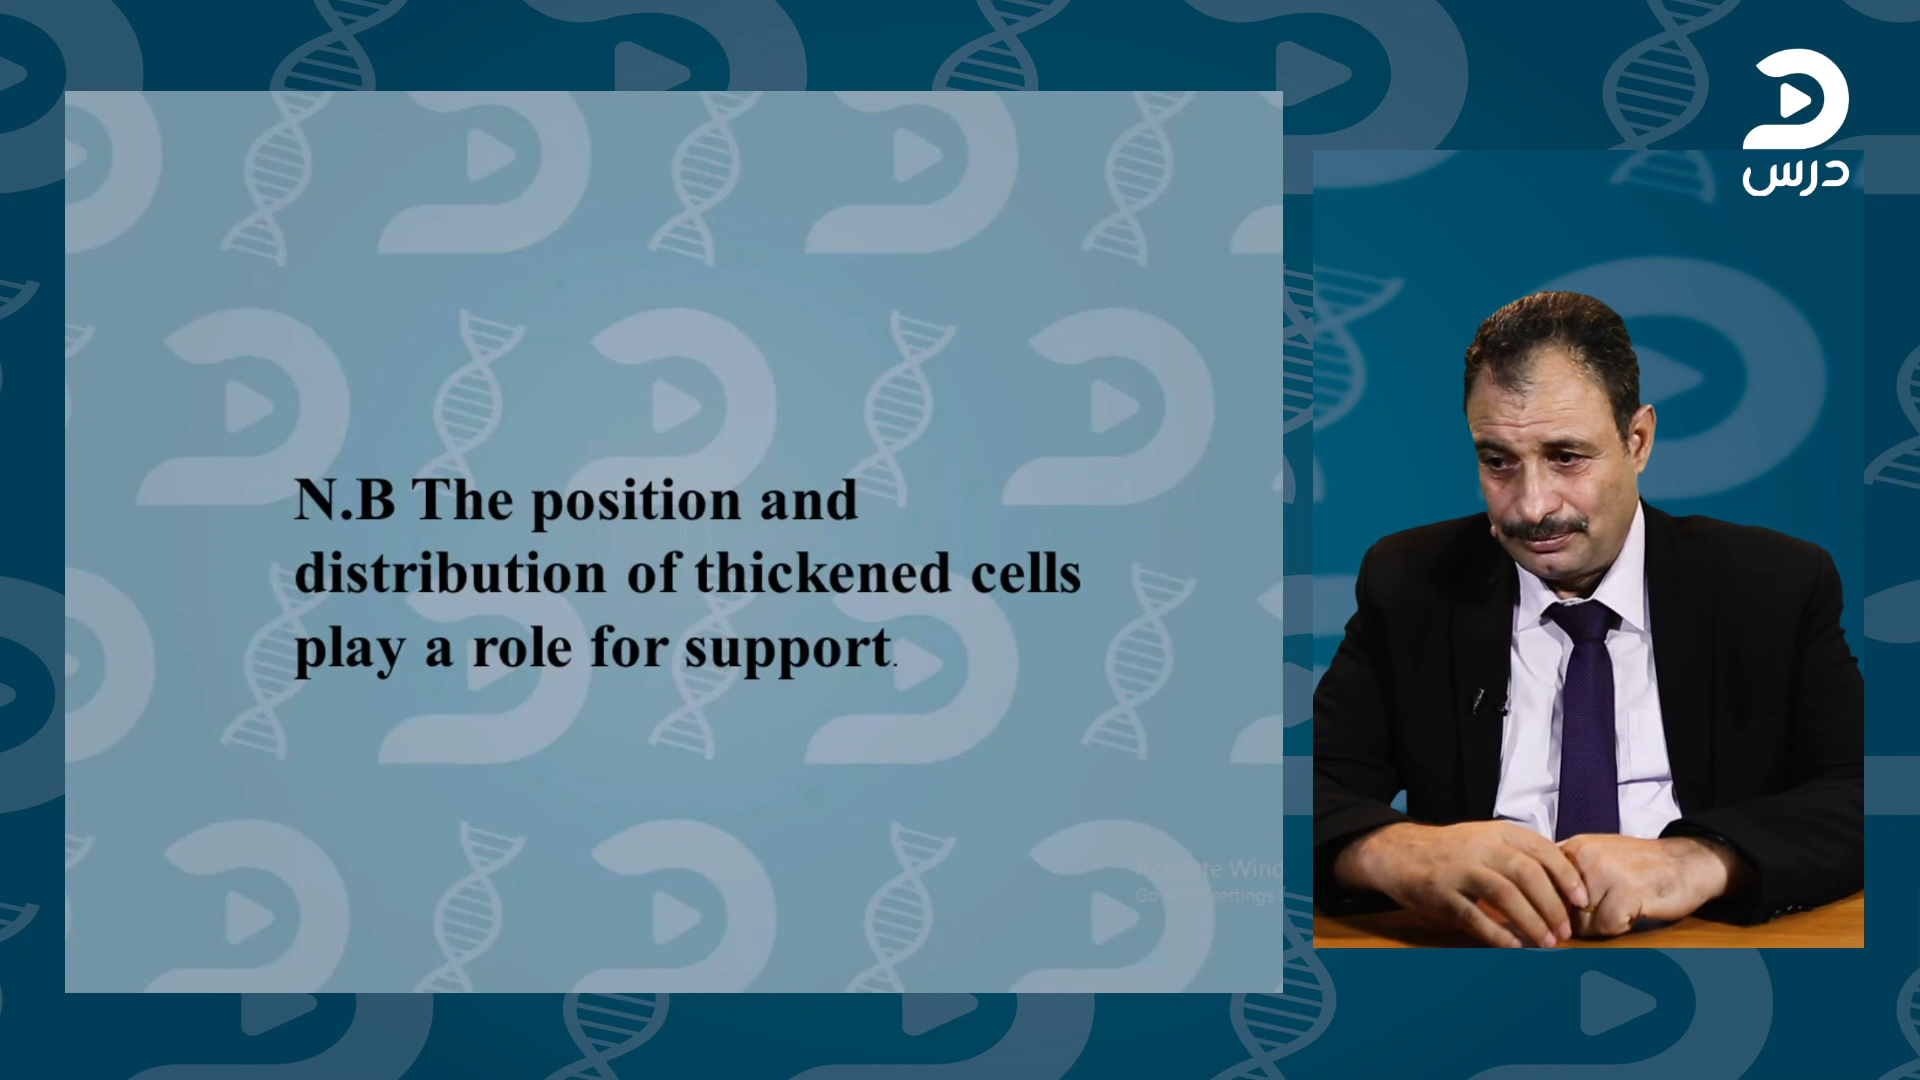 درس
N.B The position and
distribution of thickened cells
play a role for support.